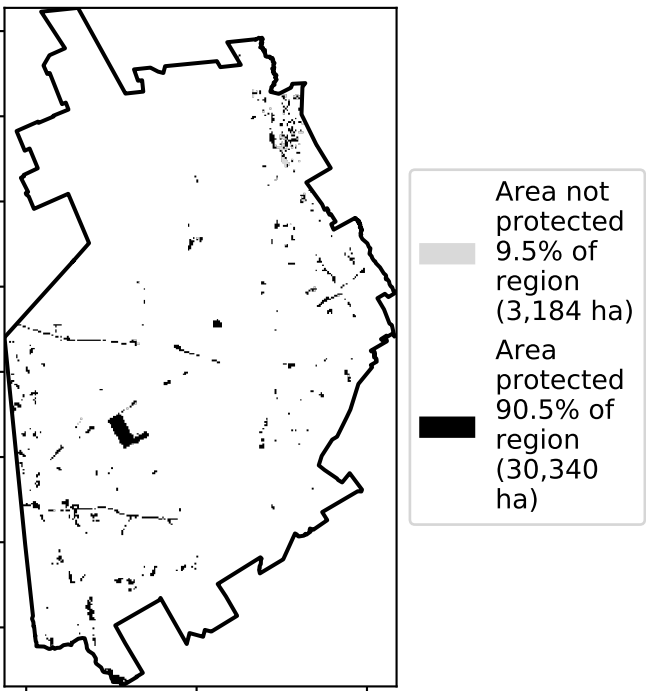 Area not
protected
9.5% of
region
(3,184 ha)
Area
protected
90.5% of
region
(30,340
ha)